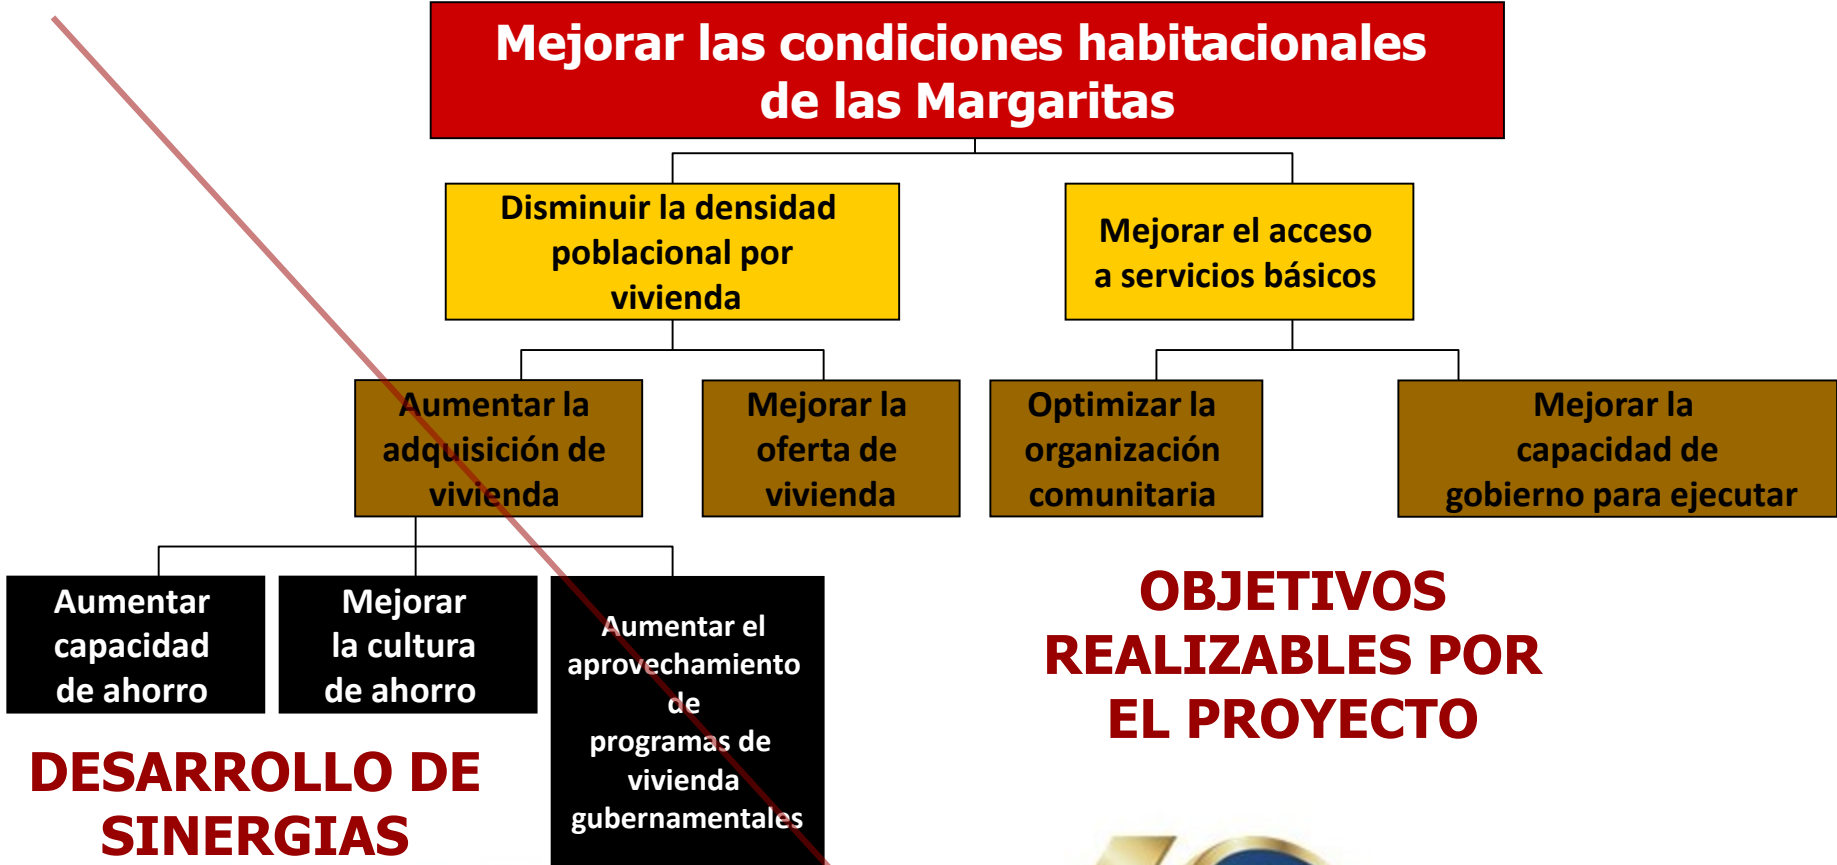 Mejorar las condiciones habitacionales
de las Margaritas
Disminuir la densidad
poblacional por
vivienda
Mejorar el acceso
a servicios básicos
Aumentar la
adquisición de
vivienda
Mejorar la
oferta de
vivienda
Optimizar la
organización
comunitaria
Mejorar la
capacidad de
gobierno para ejecutar
Aumentar
capacidad
de ahorro
Mejorar
la cultura
de ahorro
Aumentar el
aprovechamiento
de
programas de
vivienda
gubernamentales
OBJETIVOS
REALIZABLES POR
EL PROYECTO
DESARROLLO DE
SINERGIAS